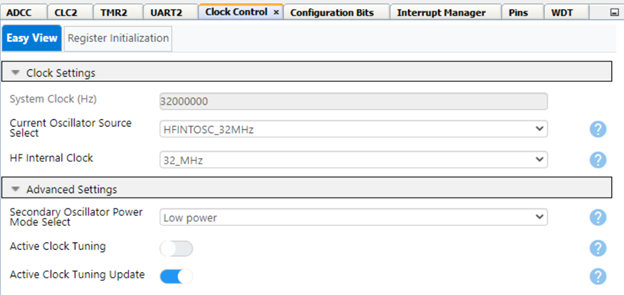 ADCC CLC2 TMR2 UART2 Clock Control × Configuration Bits Interrupt Manager Pins WDT
Easy View Register Initialization
Clock Settings
System Clock (Hz) 32000000
Current Oscillator Source
Select
HFINTOSC_32MHz
?
HF Internal Clock 32_MHz ?
Advanced Settings
Secondary Oscillator Power
Mode Select
Low power
?
Active Clock Tuning ?
Active Clock Tuning Update ?